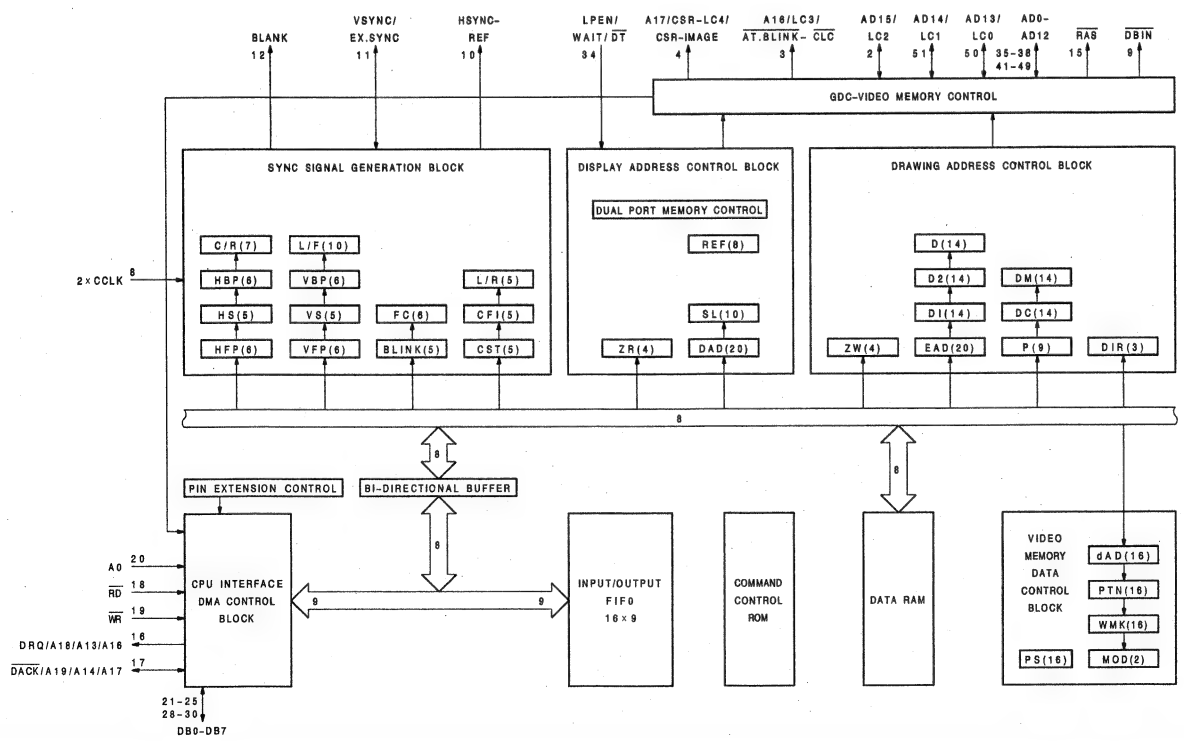 BLANK
12
VSYNC/
EX.SYNC
11
HSYNC-
REF
10
LPEN/
WAIT/DT
34
A17/CSR-LC4/
CSR-IMAGE
4
A16/LC3/
AT.BLINK- CLC
3
AD15/
LC2
2
AD14/
LC1
51
AD13/
LC0
50
AD0-
AD12
35-38
41-49
RAS
15
DBIN
9
GDC-VIDEO MEMORY CONTROL
SYNC SIGNAL GENERATION BLOCK
DISPLAY ADDRESS CONTROL BLOCK
DRAWING ADDRESS CONTROL BLOCK
DUAL PORT MEMORY CONTROL
C/R(7)
L/F(10)
REF(8)
D(14)
2×CCLK
8
HBP(6)
VBP(6)
L/R(5)
D2(14)
DM(14)
HS(5)
VS(5)
FC(6)
CFI(5)
SL(10)
DI(14)
DC(14)
HFP(6)
VFP(6)
BLINK(5)
CST(5)
ZR(4)
DAD(20)
ZW(4)
EAD(20)
P(9)
DIR(3)
8
8
8
PIN EXTENSION CONTROL
BI-DIRECTIONAL BUFFER
8
A0
20
RD
18
WR
19
DRQ/A18/A13/A16
16
DACK/A19/A14/A17
17
CPU INTERFACE
DMA CONTROL
BLOCK
9
9
INPUT/OUTPUT
FIFO
16×9
COMMAND
CONTROL
ROM
DATA RAM
VIDEO
MEMORY
DATA
CONTROL
BLOCK
dAD(16)
PTN(16)
WMK(16)
PS(16)
MOD(2)
21-25
28-30
DB0-DB7